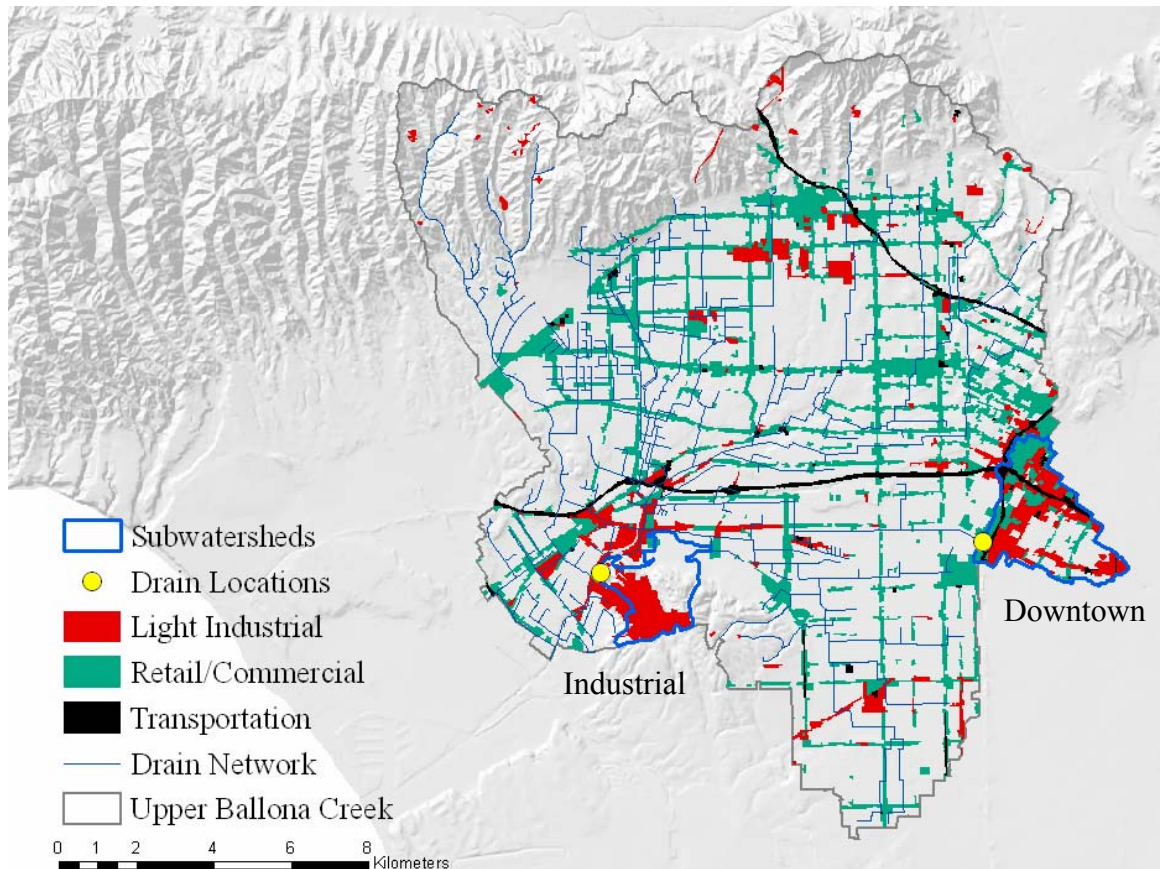 Downtown
Industrial
Subwatersheds
Drain Locations
Light Industrial
Retail/Commercial
Transportation
Drain Network
Upper Ballona Creek
0 1 2 4 6 8
Kilometers